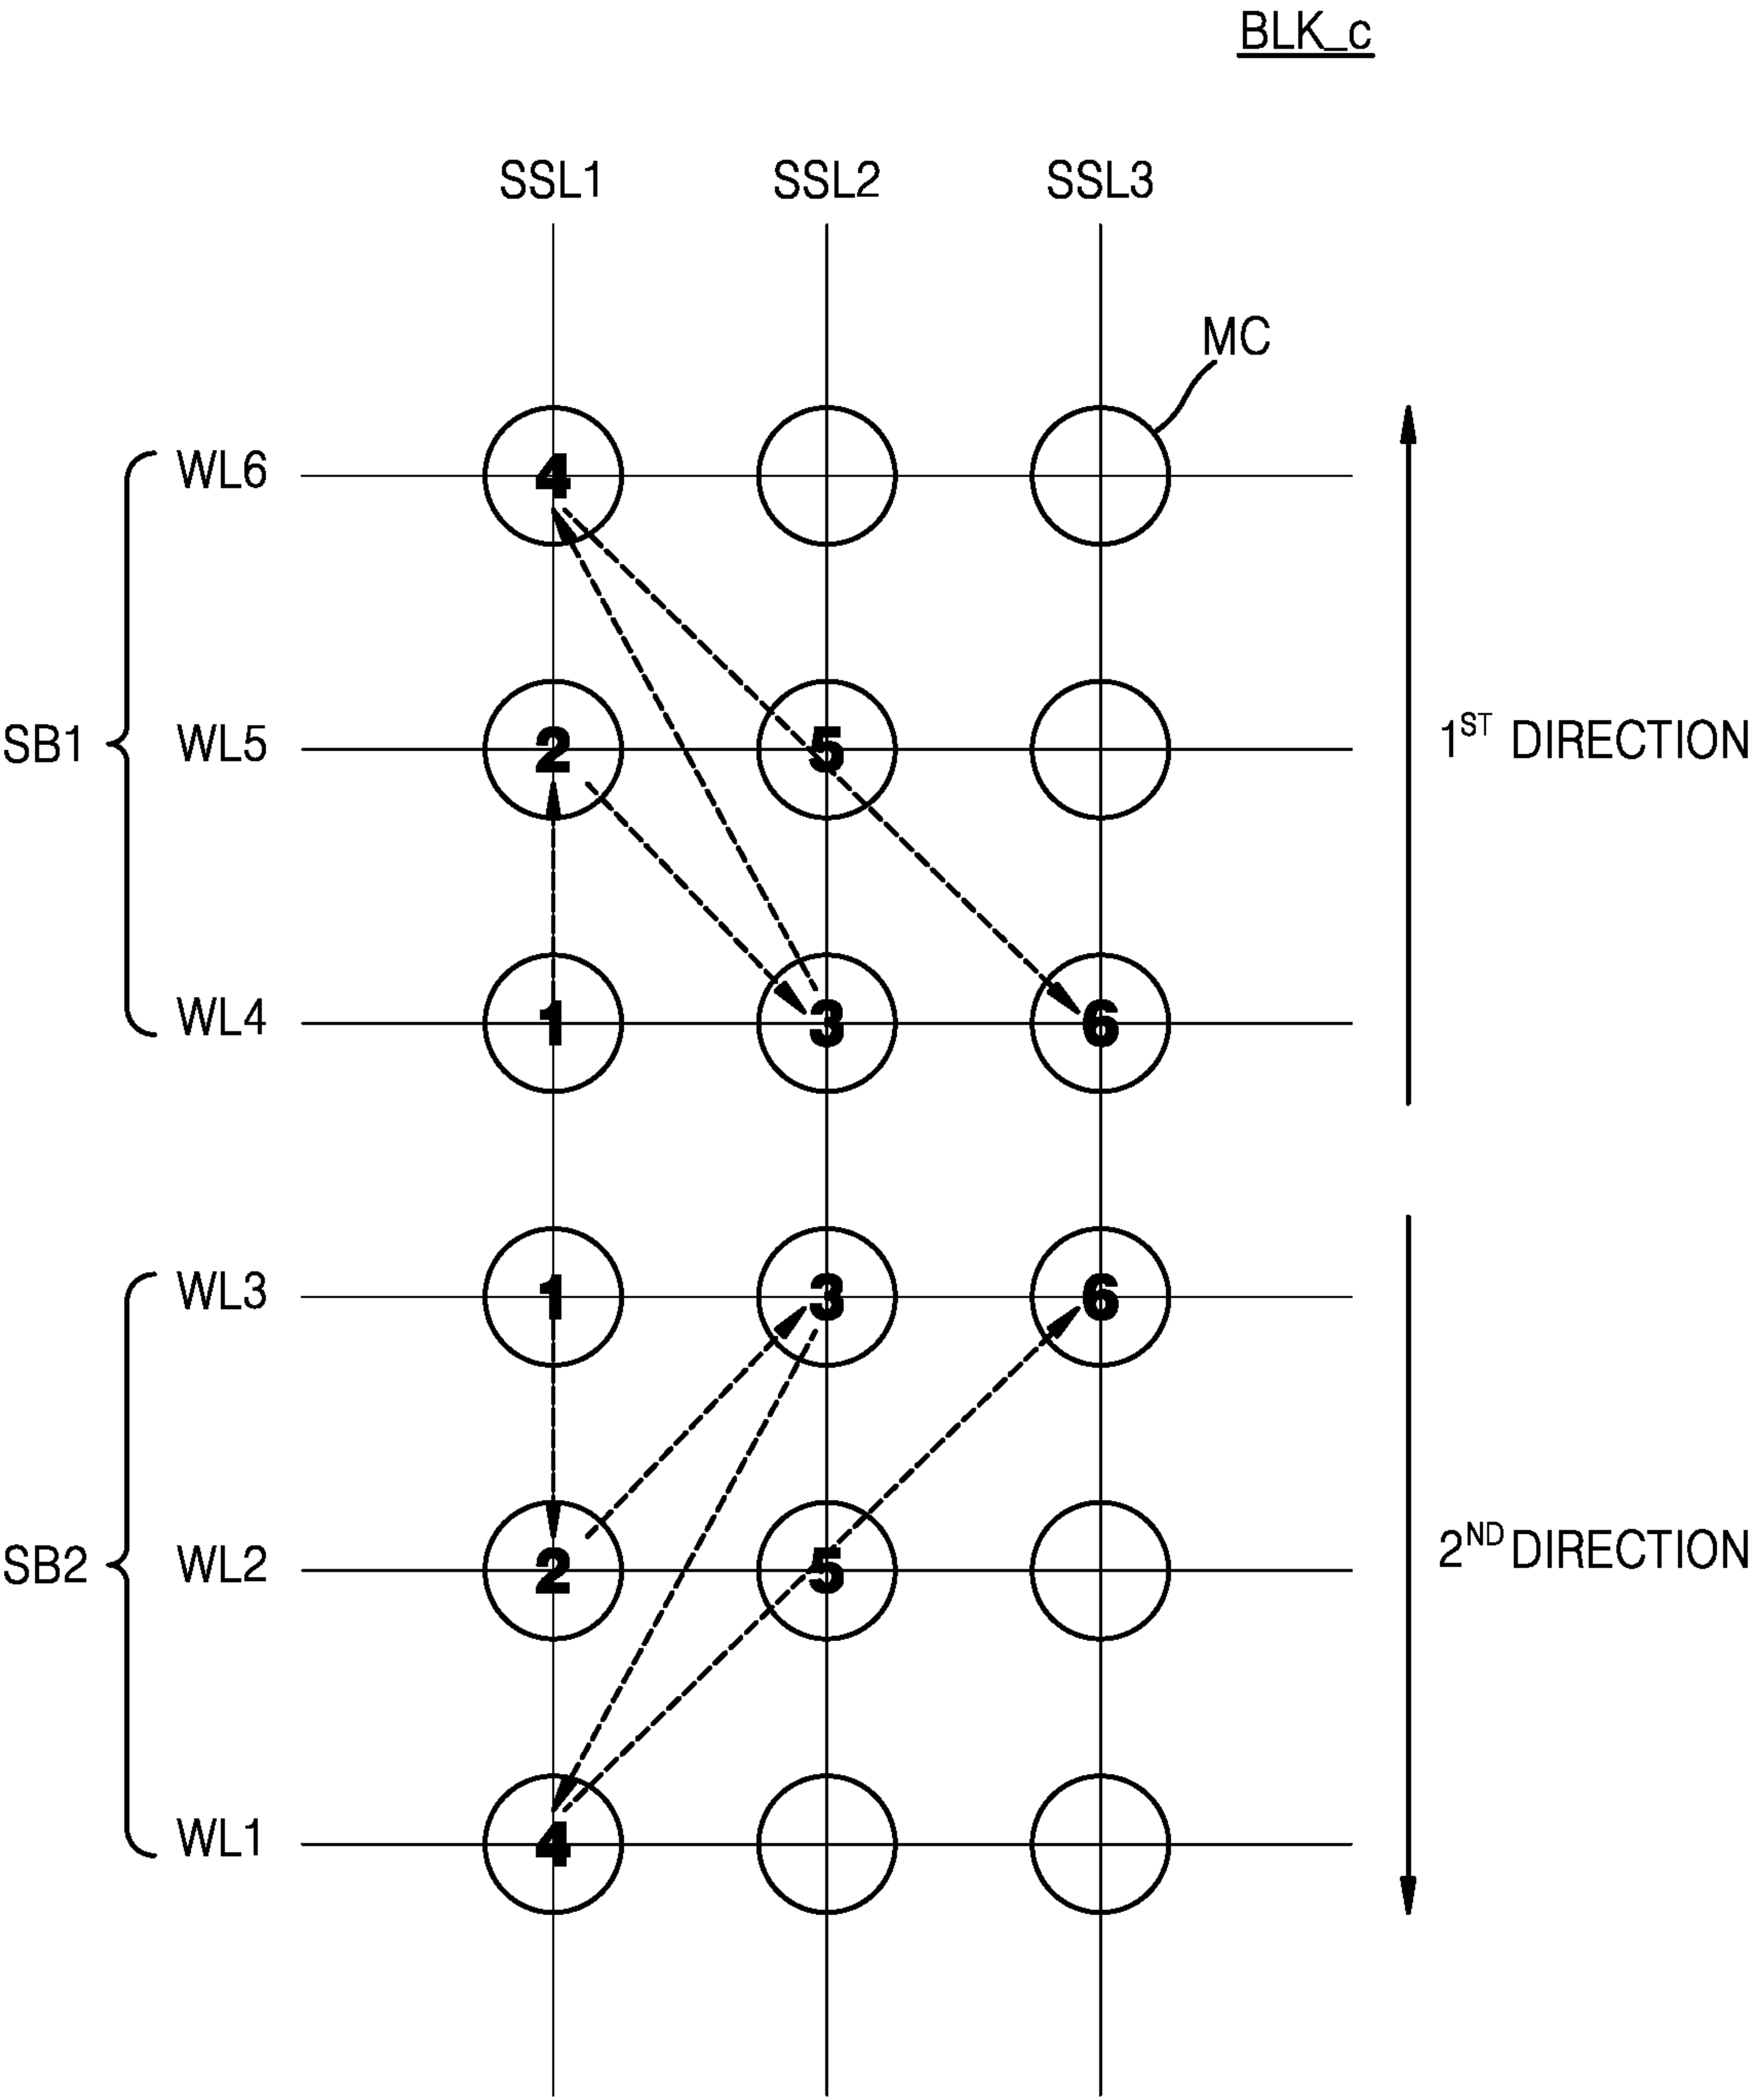 BLK_c
SSL1 SSL2 SSL3
MC
WL6 4
SB1 WL5 2 5 1ST DIRECTION
WL4 1 3 6
WL3 1 3 6
SB2 WL2 2 5 2ND DIRECTION
WL1 4